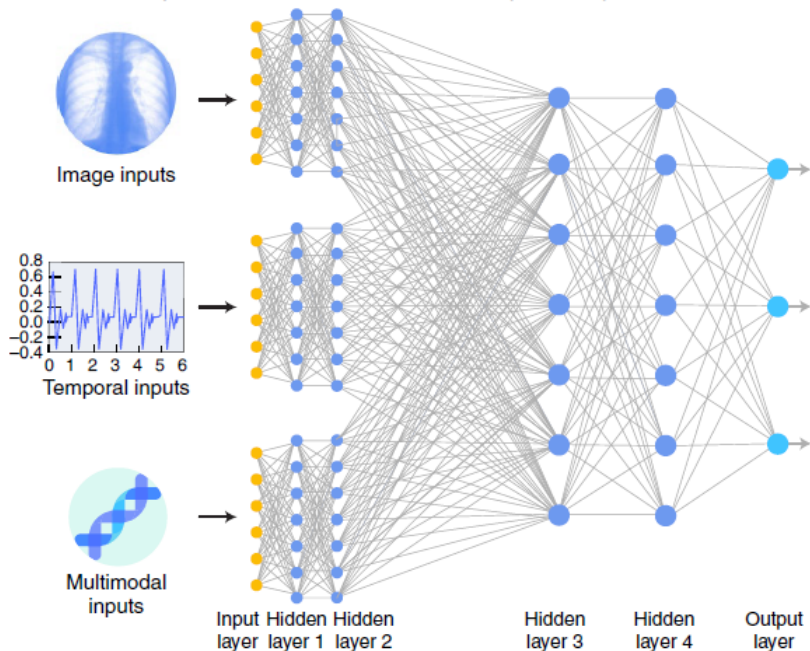 Image inputs
0.8
0.6
0.4
0.2
0.0
–0.2
–0.4
0 1 2 3 4 5 6
Temporal inputs
Multimodal
inputs
Input Hidden Hidden Hidden Hidden Output
layer layer 1 layer 2 layer 3 layer 4 layer